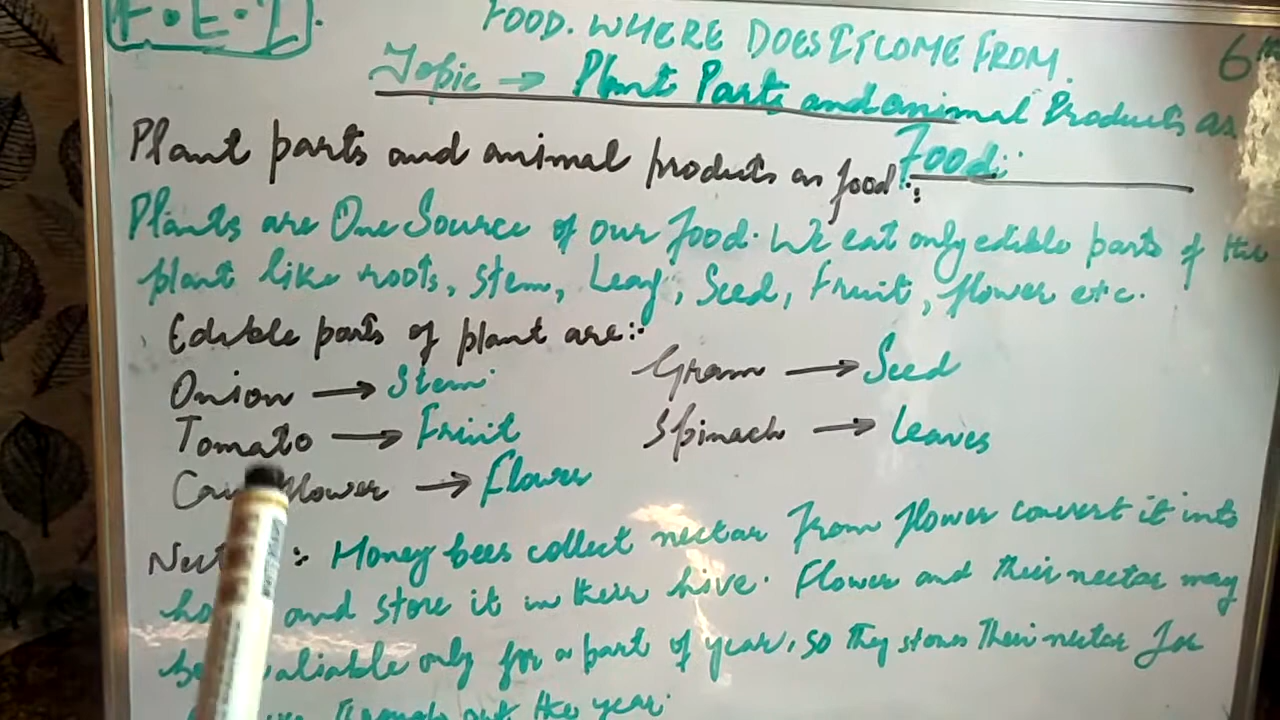 FOOD. WHERE DOES IT COME FROM.
6th
Topic → Plant Parts and animal Products as
Food:
Plant parts and animal products as food:
Plants are One Source of our food. We eat only edible parts of the
plant like roots, stem, Leaf, Seed, Fruit, flower etc.
Edible parts of plant are:
Onion → Stem
Gram → Seed
Tomato → Fruit
Spinach → leaves
→ Flower
: Honey bees collect nectar from flower convert it into
and store it in their hive. Flower and their nectar may
only for a part of year, so they stores their nectar for
the year.